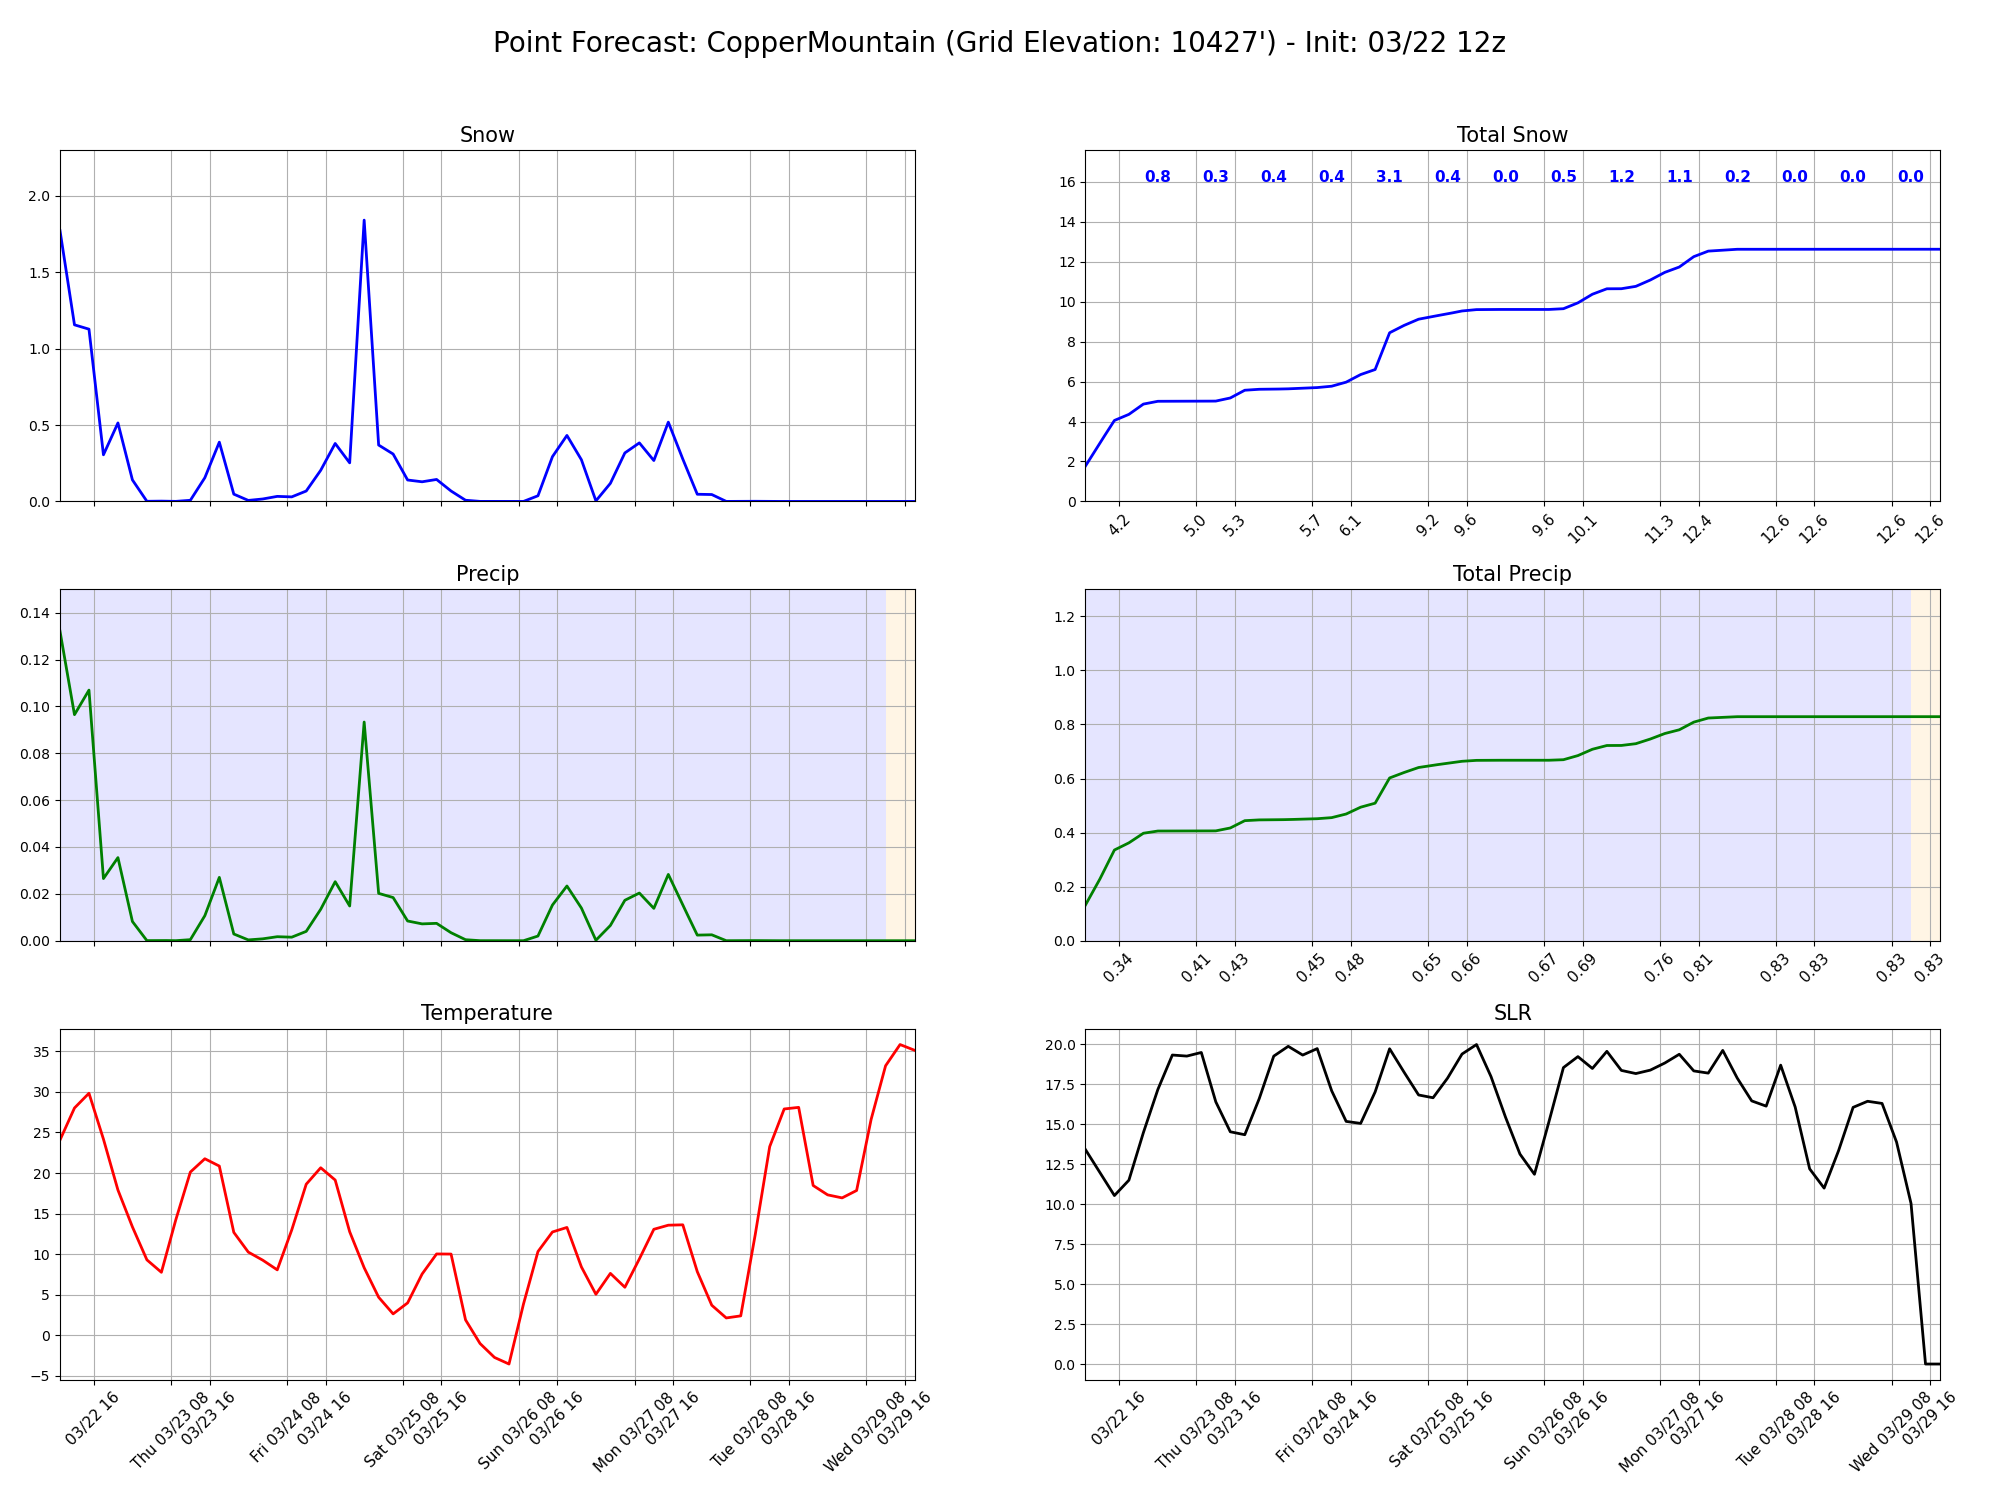 Point Forecast: CopperMountain (Grid Elevation: 10427') - Init: 03/22 12z
Snow
2.0
1.5
1.0
0.5
0.0
Total Snow
0.8 0.3 0.4 0.4 3.1 0.4 0.0 0.5 1.2 1.1 0.2 0.0 0.0 0.0
16
14
12
10
8
6
4
2
0
4.2 5.0 5.3 5.7 6.1 9.2 9.6 9.6 10.1 11.3 12.4 12.6 12.6 12.6 12.6
Precip
0.14
0.12
0.10
0.08
0.06
0.04
0.02
0.00
Total Precip
1.2
1.0
0.8
0.6
0.4
0.2
0.0
0.34 0.41 0.43 0.45 0.48 0.65 0.66 0.67 0.69 0.76 0.81 0.83 0.83 0.83 0.83
Temperature
35
30
25
20
15
10
5
0
−5
03/22 16
Thu 03/23 08
03/23 16
Fri 03/24 08
03/24 16
Sat 03/25 08
03/25 16
Sun 03/26 08
03/26 16
Mon 03/27 08
03/27 16
Tue 03/28 08
03/28 16
Wed 03/29 08
03/29 16
SLR
20.0
17.5
15.0
12.5
10.0
7.5
5.0
2.5
0.0
03/22 16
Thu 03/23 08
03/23 16
Fri 03/24 08
03/24 16
Sat 03/25 08
03/25 16
Sun 03/26 08
03/26 16
Mon 03/27 08
03/27 16
Tue 03/28 08
03/28 16
Wed 03/29 08
03/29 16